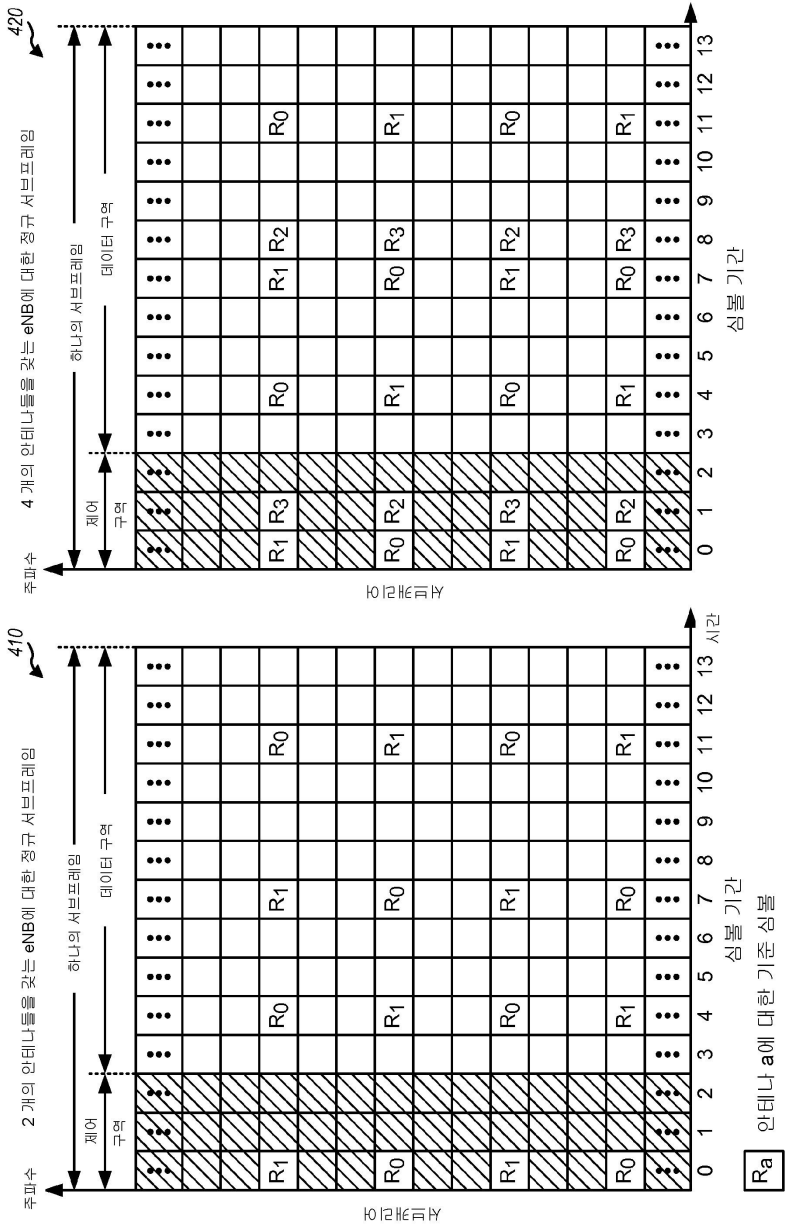 410
2 개의 안테나들을 갖는 eNB에 대한 정규 서브프레임
주파수
하나의 서브프레임
제어
구역
데이터 구역
서브캐리어
R1 R0 R1 R0
R0 R1 R0 R1
R1 R0 R1 R0
R0 R1 R0 R1
0 1 2 3 4 5 6 7 8 9 10 11 12 13
시간
심볼 기간
420
4 개의 안테나들을 갖는 eNB에 대한 정규 서브프레임
주파수
하나의 서브프레임
제어
구역
데이터 구역
서브캐리어
R1 R3 R0 R1 R2 R0
R0 R2 R1 R0 R3 R1
R1 R3 R0 R1 R2 R0
R0 R2 R1 R0 R3 R1
0 1 2 3 4 5 6 7 8 9 10 11 12 13
심볼 기간
Ra 안테나 a에 대한 기준 심볼